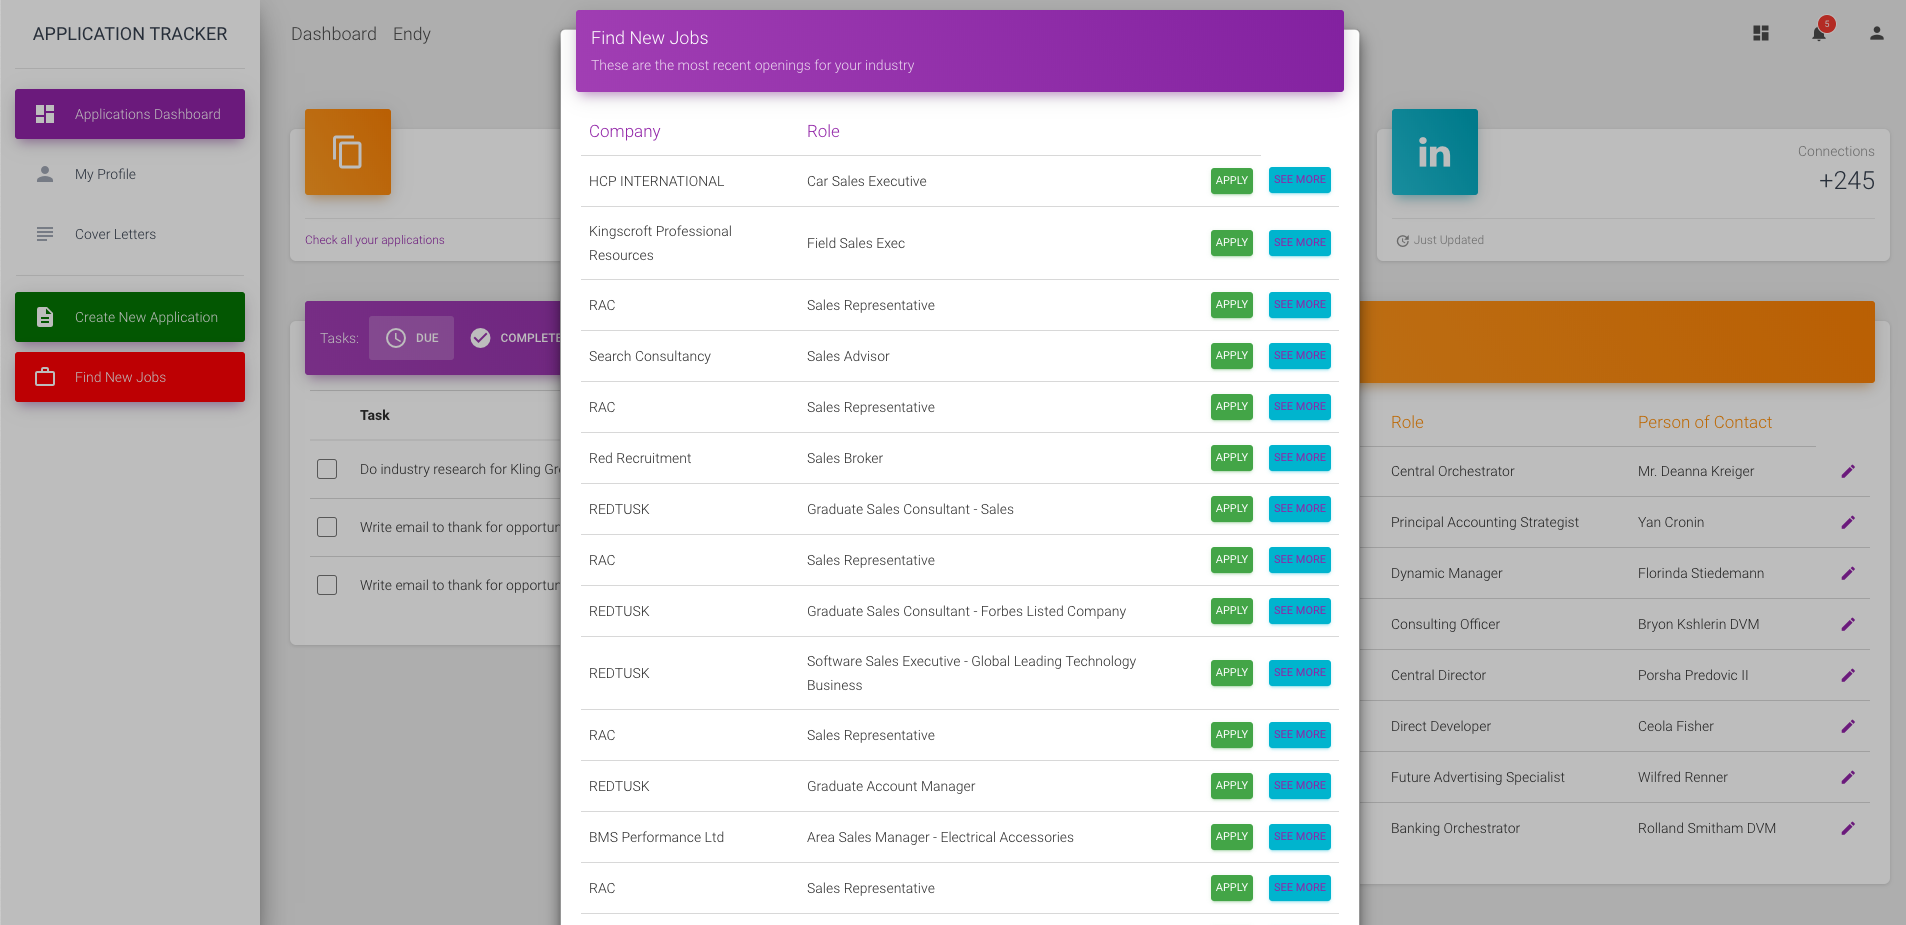 APPLICATION TRACKER
Applications Dashboard
My Profile
Cover Letters
Create New Application
Find New Jobs
Dashboard Endy
5
Check all your applications
in
Connections
+245
Just Updated
Tasks: DUE COMPLETE
Task
Do industry research for Kling Gr
Write email to thank for opportun
Write email to thank for opportun
Find New Jobs
These are the most recent openings for your industry
Company Role
HCP INTERNATIONAL Car Sales Executive APPLY SEE MORE
Kingscroft Professional
Resources Field Sales Exec APPLY SEE MORE
RAC Sales Representative APPLY SEE MORE
Search Consultancy Sales Advisor APPLY SEE MORE
RAC Sales Representative APPLY SEE MORE
Red Recruitment Sales Broker APPLY SEE MORE
REDTUSK Graduate Sales Consultant - Sales APPLY SEE MORE
RAC Sales Representative APPLY SEE MORE
REDTUSK Graduate Sales Consultant - Forbes Listed Company APPLY SEE MORE
REDTUSK Software Sales Executive - Global Leading Technology
Business APPLY SEE MORE
RAC Sales Representative APPLY SEE MORE
REDTUSK Graduate Account Manager APPLY SEE MORE
BMS Performance Ltd Area Sales Manager - Electrical Accessories APPLY SEE MORE
RAC Sales Representative APPLY SEE MORE
Role Person of Contact
Central Orchestrator Mr. Deanna Kreiger
Principal Accounting Strategist Yan Cronin
Dynamic Manager Florinda Stiedemann
Consulting Officer Bryon Kshlerin DVM
Central Director Porsha Predovic II
Direct Developer Ceola Fisher
Future Advertising Specialist Wilfred Renner
Banking Orchestrator Rolland Smitham DVM